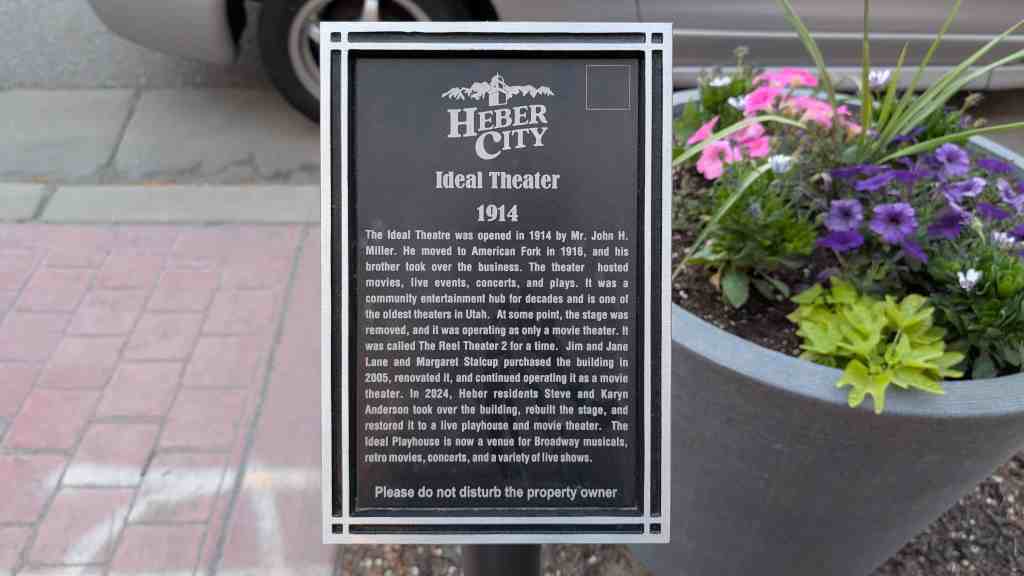 HEBER
CITY
Ideal Theater
1914
The Ideal Theatre was opened in 1914 by Mr. John H.
Miller. He moved to American Fork in 1916, and his
brother took over the business. The theater hosted
movies, live events, concerts, and plays. It was a
community entertainment hub for decades and is one of
the oldest theaters in Utah. At some point, the stage was
removed, and it was operating as only a movie theater. It
was called The Reel Theater 2 for a time. Jim and Jane
Lane and Margaret Stalcup purchased the building in
2005, renovated it, and continued operating it as a movie
theater. In 2024, Heber residents Steve and Karyn
Anderson took over the building, rebuilt the stage, and
restored it to a live playhouse and movie theater. The
Ideal Playhouse is now a venue for Broadway musicals,
retro movies, concerts, and a variety of live shows.
Please do not disturb the property owner